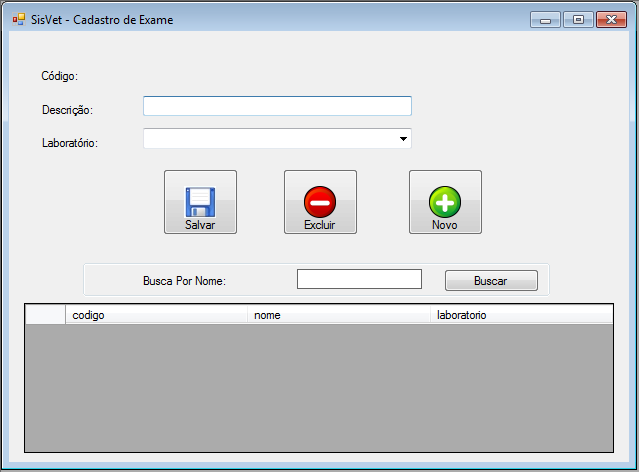 SisVet - Cadastro de Exame
Código:
Descrição:
Laboratório:
Salvar Excluir Novo
Busca Por Nome: Buscar
codigo nome laboratorio